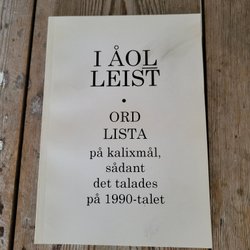 I ÅOL
LEIST
•
ORD
LISTA
på kalixmål,
sådant
det talades
på 1990-talet